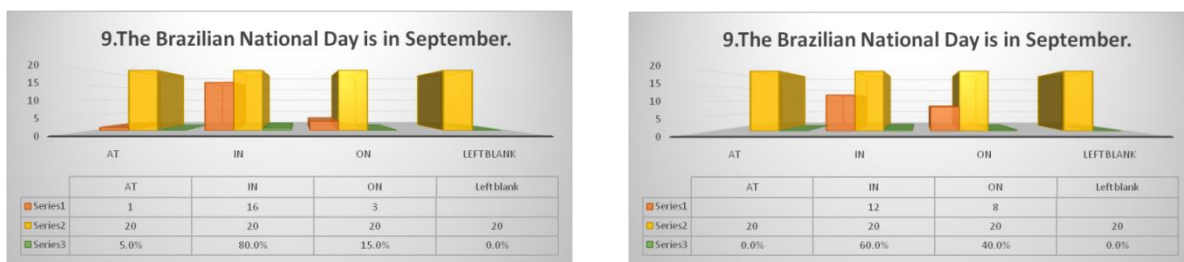 9.The Brazilian National Day is in September.
20
15
10
5
0
AT IN ON LEFTBLANK
AT IN ON Left blank
Series1 1 16 3
Series2 20 20 20 20
Series3 5.0% 80.0% 15.0% 0.0%
9.The Brazilian National Day is in September.
20
15
10
5
0
AT IN ON LEFTBLANK
AT IN ON Left blank
Series1 12 8
Series2 20 20 20 20
Series3 0.0% 60.0% 40.0% 0.0%